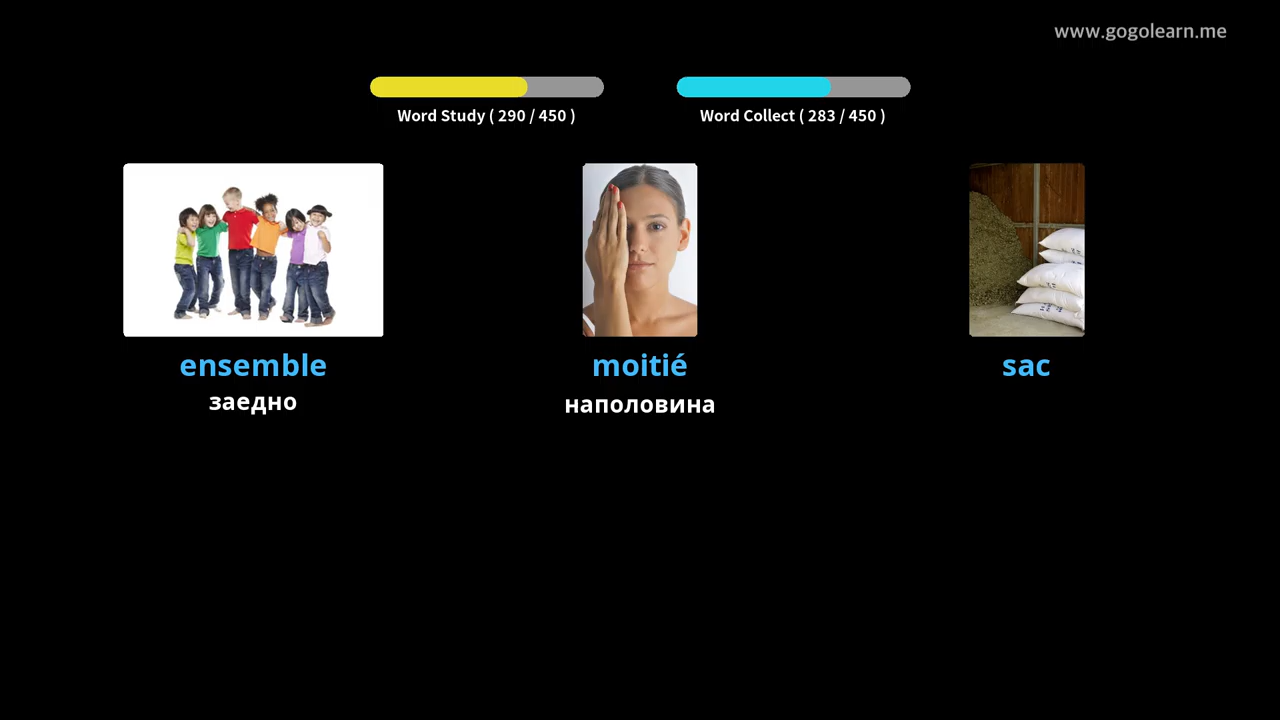 www.gogolearn.me
Word Study ( 290 / 450 )
Word Collect ( 283 / 450 )
ensemble
moitié
sac
заедно
наполовина